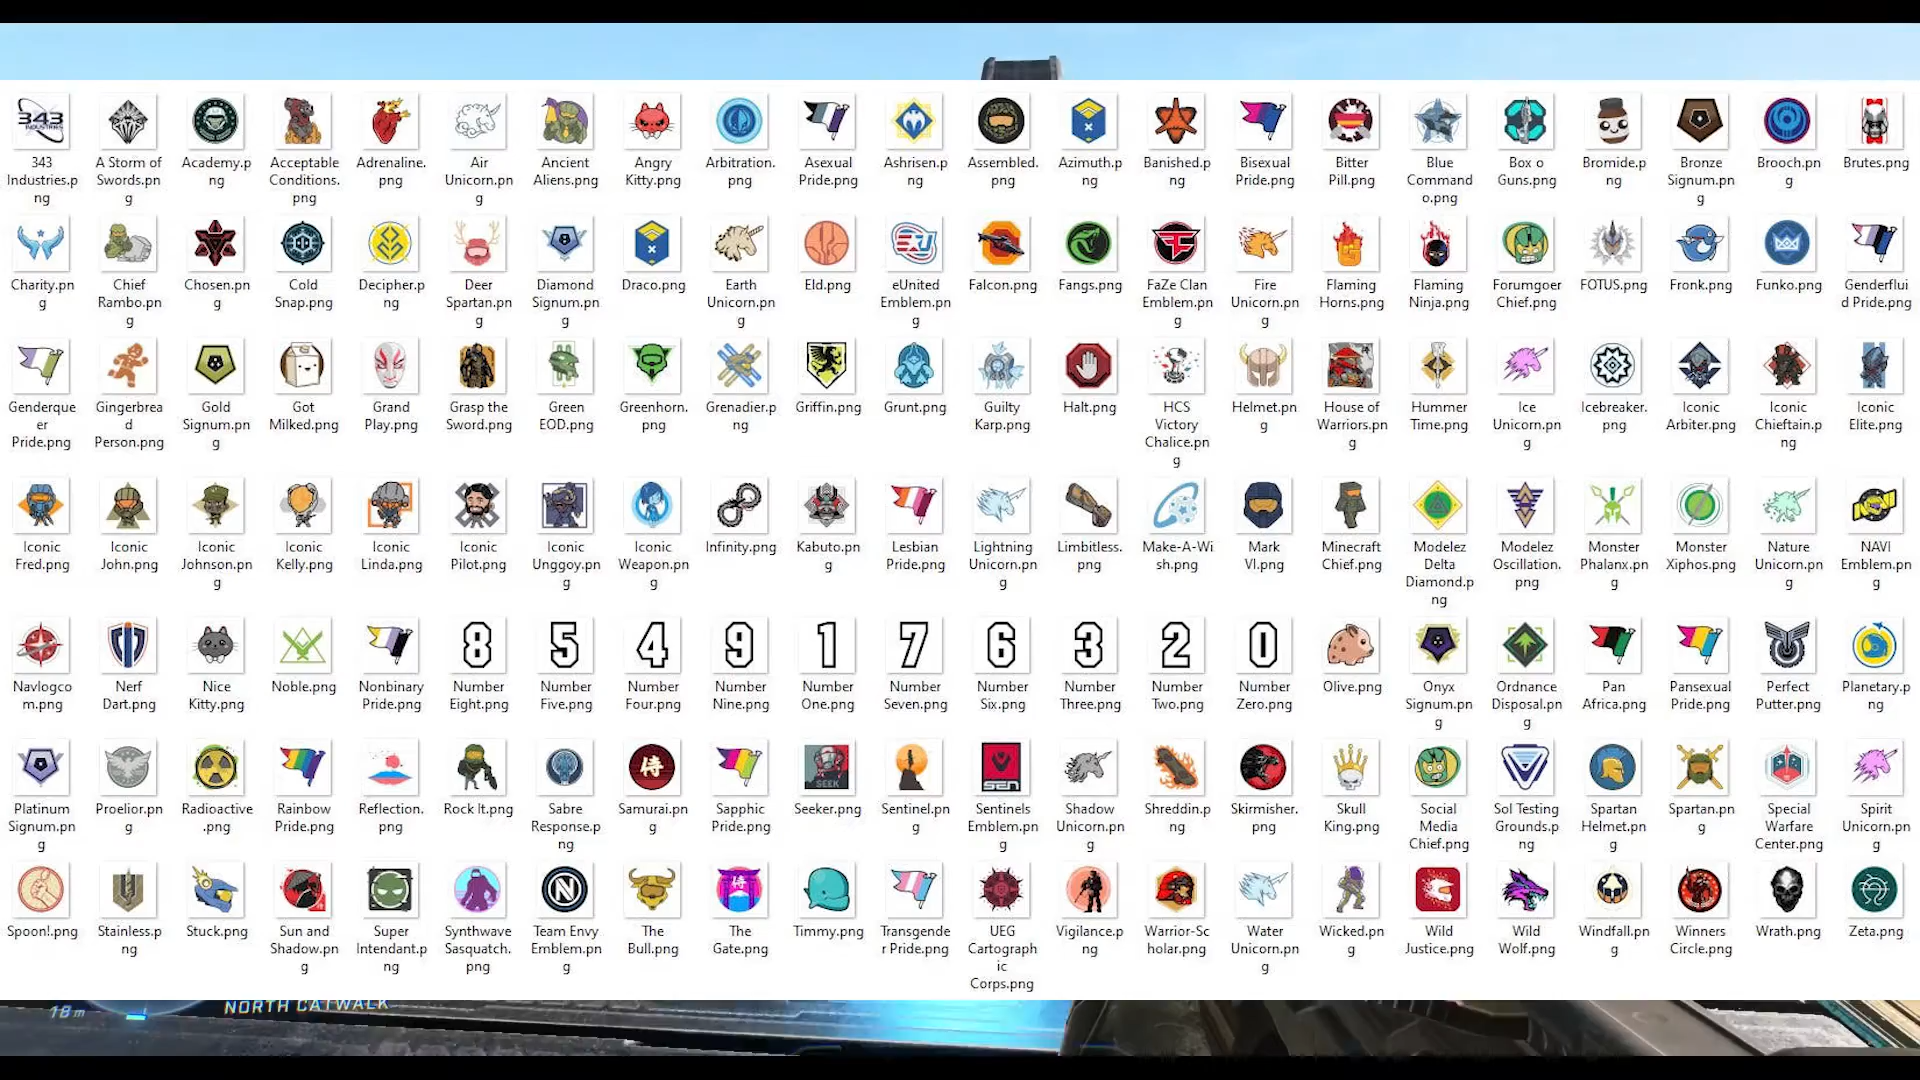 343 Industries.png
A Storm of Swords.png
Academy.png
Acceptable Conditions.png
Adrenaline.png
Air Unicorn.png
Ancient Aliens.png
Angry Kitty.png
Arbitration.png
Asexual Pride.png
Ashrisen.png
Assembled.png
Azimuth.png
Banished.png
Bisexual Pride.png
Bitter Pill.png
Blue Commando.png
Box o Guns.png
Bromide.png
Bronze Signum.png
Brooch.png
Brutes.png
Charity.png
Chief Rambo.png
Chosen.png
Cold Snap.png
Decipher.png
Deer Spartan.png
Diamond Signum.png
Draco.png
Earth Unicorn.png
Eld.png
eUnited Emblem.png
Falcon.png
Fangs.png
FaZe Clan Emblem.png
Fire Unicorn.png
Flaming Horns.png
Flaming Ninja.png
Forumgoer Chief.png
FOTUS.png
Fronk.png
Funko.png
Genderfluid Pride.png
Genderqueer Pride.png
Gingerbread Person.png
Gold Signum.png
Got Milked.png
Grand Play.png
Grasp the Sword.png
Green EOD.png
Greenhorn.png
Grenadier.png
Griffin.png
Grunt.png
Guilty Karp.png
Halt.png
HCS Victory Chalice.png
Helmet.png
House of Warriors.png
Hummer Time.png
Ice Unicorn.png
Icebreaker.png
Iconic Arbiter.png
Iconic Chieftain.png
Iconic Elite.png
Iconic Fred.png
Iconic John.png
Iconic Johnson.png
Iconic Kelly.png
Iconic Linda.png
Iconic Pilot.png
Iconic Unggoy.png
Iconic Weapon.png
Infinity.png
Kabuto.png
Lesbian Pride.png
Lightning Unicorn.png
Limbitless.png
Make-A-Wish.png
Mark VI.png
Minecraft Chief.png
Modelez Delta Diamond.png
Modelez Oscillation.png
Monster Phalanx.png
Monster Xiphos.png
Nature Unicorn.png
NAVI Emblem.png
8
5
4
9
1
7
6
3
2
0
Navlogcom.png
Nerf Dart.png
Nice Kitty.png
Noble.png
Nonbinary Pride.png
Number Eight.png
Number Five.png
Number Four.png
Number Nine.png
Number One.png
Number Seven.png
Number Six.png
Number Three.png
Number Two.png
Number Zero.png
Olive.png
Onyx Signum.png
Ordnance Disposal.png
Pan Africa.png
Pansexual Pride.png
Perfect Putter.png
Planetary.png
侍
SEEK
SEN
Platinum Signum.png
Proelior.png
Radioactive.png
Rainbow Pride.png
Reflection.png
Rock It.png
Sabre Response.png
Samurai.png
Sapphic Pride.png
Seeker.png
Sentinel.png
Sentinels Emblem.png
Shadow Unicorn.png
Shreddin.png
Skirmisher.png
Skull King.png
Social Media Chief.png
Sol Testing Grounds.png
Spartan Helmet.png
Spartan.png
Special Warfare Center.png
Spirit Unicorn.png
Spoon!.png
Stainless.png
Stuck.png
Sun and Shadow.png
Super Intendant.png
Synthwave Sasquatch.png
Team Envy Emblem.png
The Bull.png
The Gate.png
Timmy.png
Transgender Pride.png
UEG Cartographic Corps.png
Vigilance.png
Warrior-Scholar.png
Water Unicorn.png
Wicked.png
Wild Justice.png
Wild Wolf.png
Windfall.png
Winners Circle.png
Wrath.png
Zeta.png
18m
NORTH CATWALK